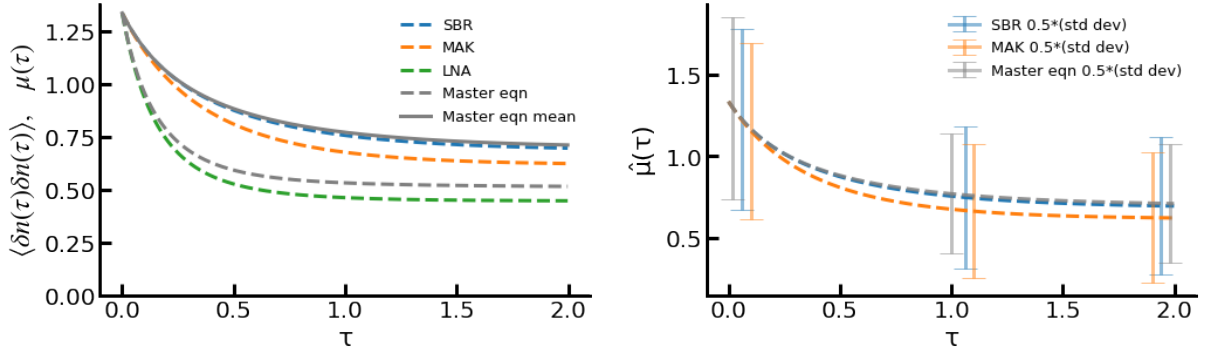 ⟨δn(τ)δn(τ)⟩, μ(τ)
1.25
1.00
0.75
0.50
0.25
0.00
SBR
MAK
LNA
Master eqn
Master eqn mean
0.0 0.5 1.0 1.5 2.0
τ
μ̂(τ)
1.5
1.0
0.5
SBR 0.5*(std dev)
MAK 0.5*(std dev)
Master eqn 0.5*(std dev)
0.0 0.5 1.0 1.5 2.0
τ